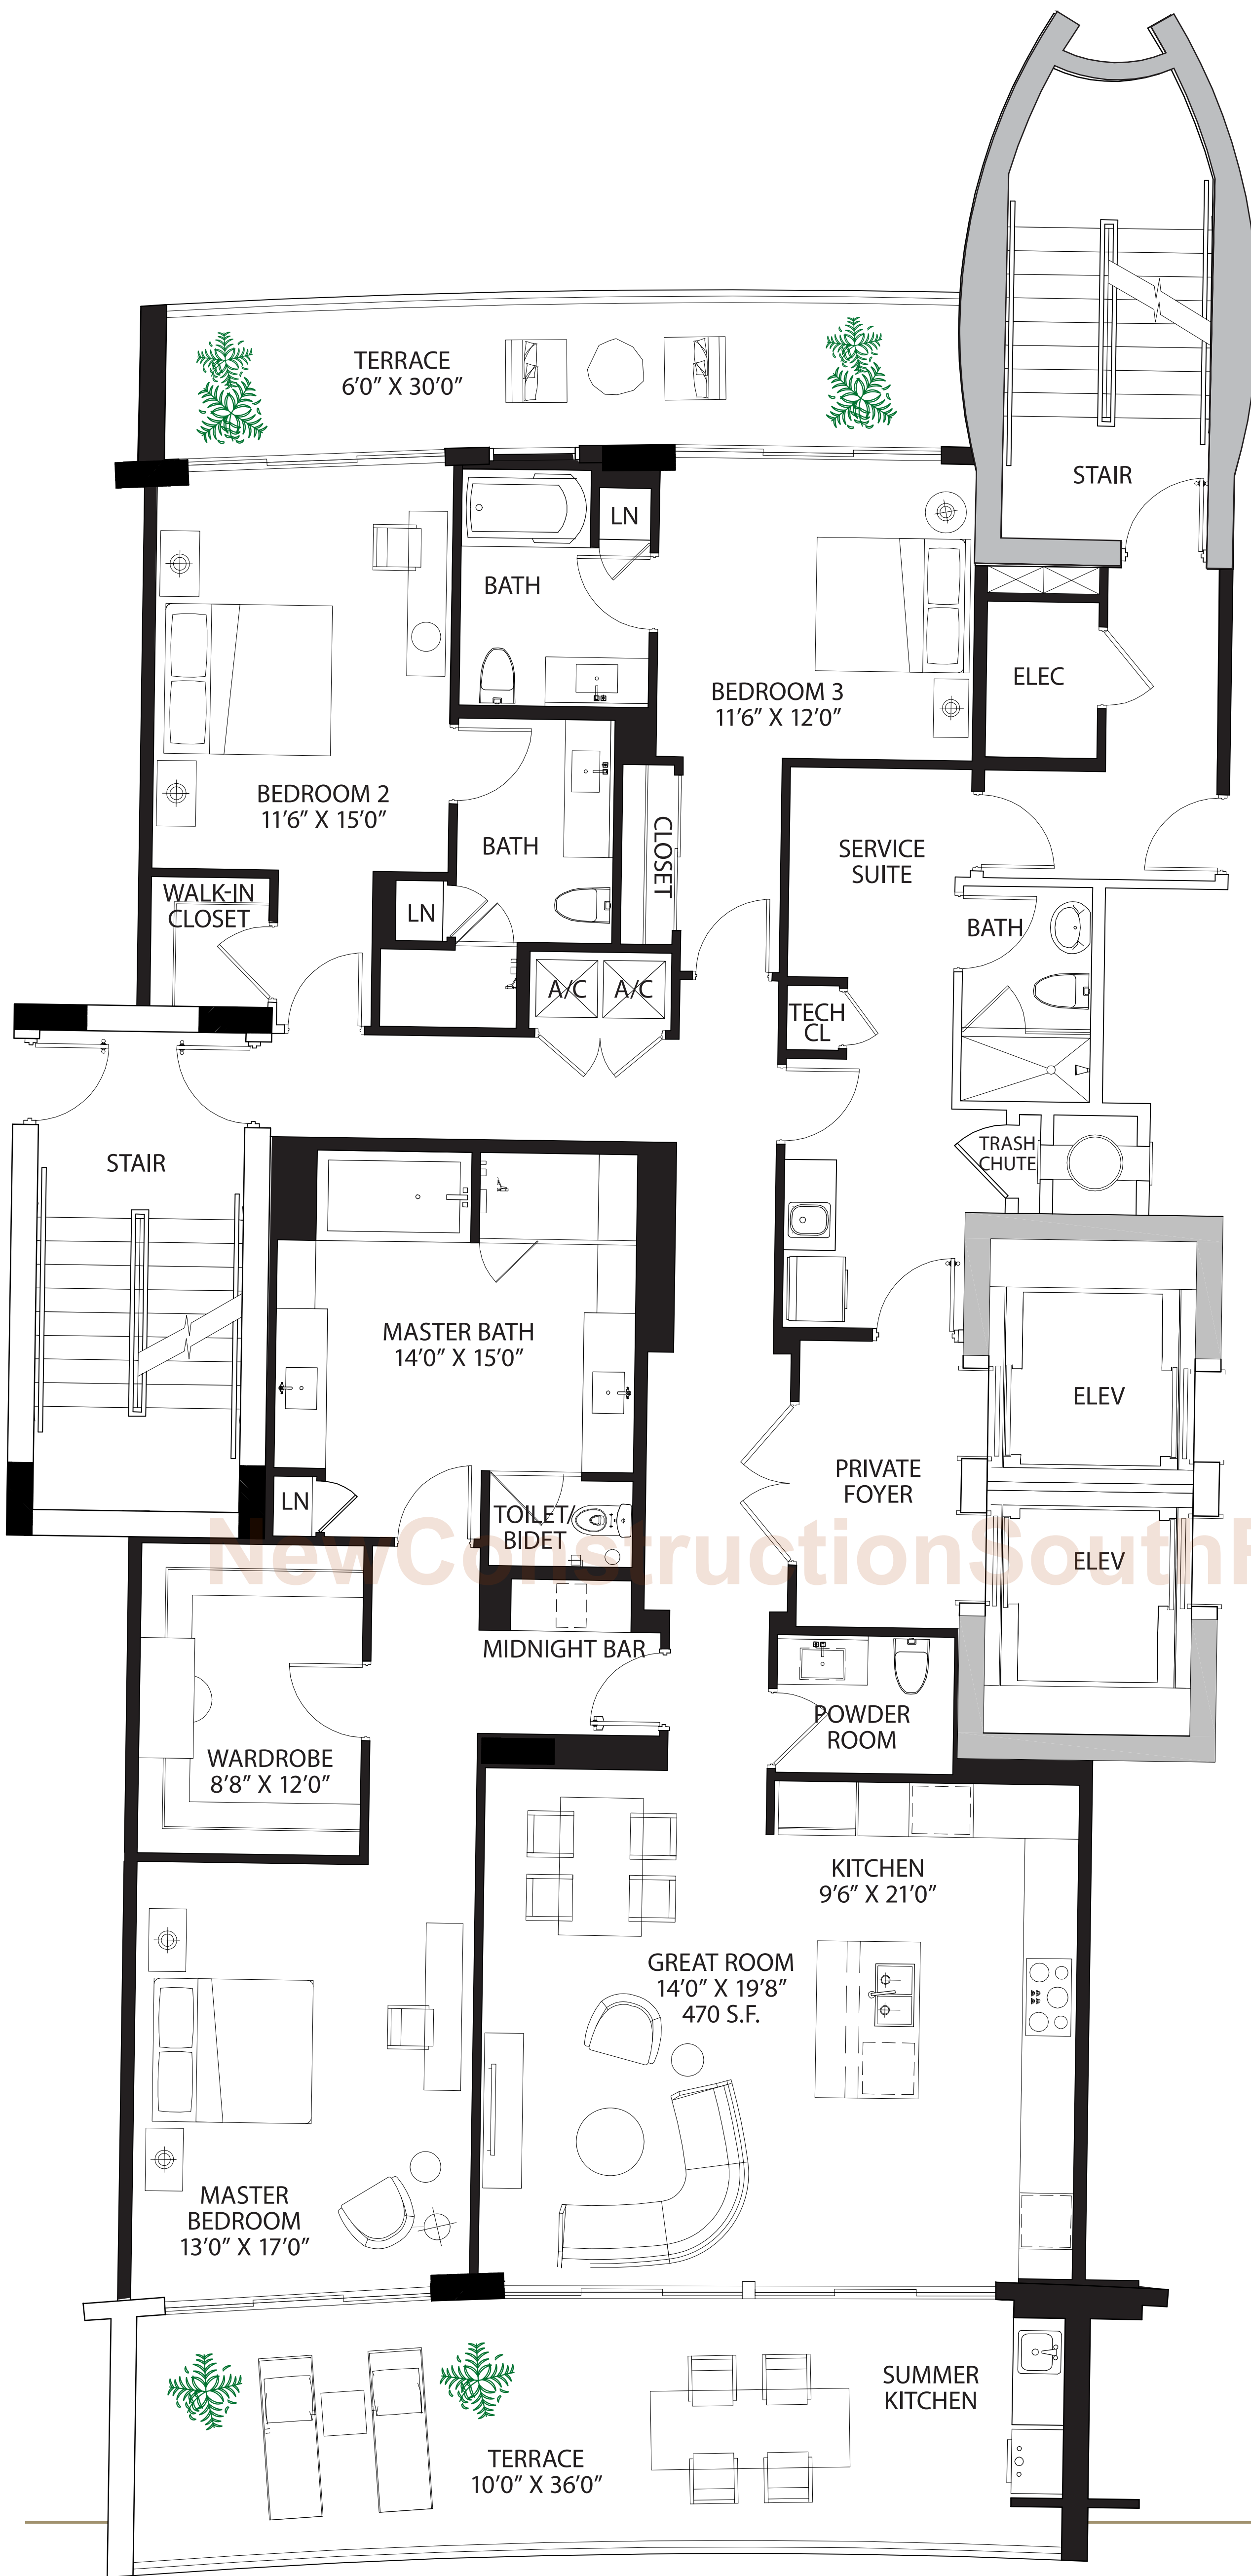 TERRACE
6'0" X 30'0"
STAIR
LN
BATH
BEDROOM 3
11'6" X 12'0"
ELEC
BEDROOM 2
11'6" X 15'0"
BATH
CLOSET
SERVICE
SUITE
WALK-IN
CLOSET
LN
BATH
A/C
A/C
TECH
CL
STAIR
TRASH
CHUTE
MASTER BATH
14'0" X 15'0"
ELEV
PRIVATE
FOYER
LN
TOILET/
BIDET
NewConstructionSouthF
ELEV
MIDNIGHT BAR
POWDER
ROOM
WARDROBE
8'8" X 12'0"
KITCHEN
9'6" X 21'0"
GREAT ROOM
14'0" X 19'8"
470 S.F.
MASTER
BEDROOM
13'0" X 17'0"
SUMMER
KITCHEN
TERRACE
10'0" X 36'0"